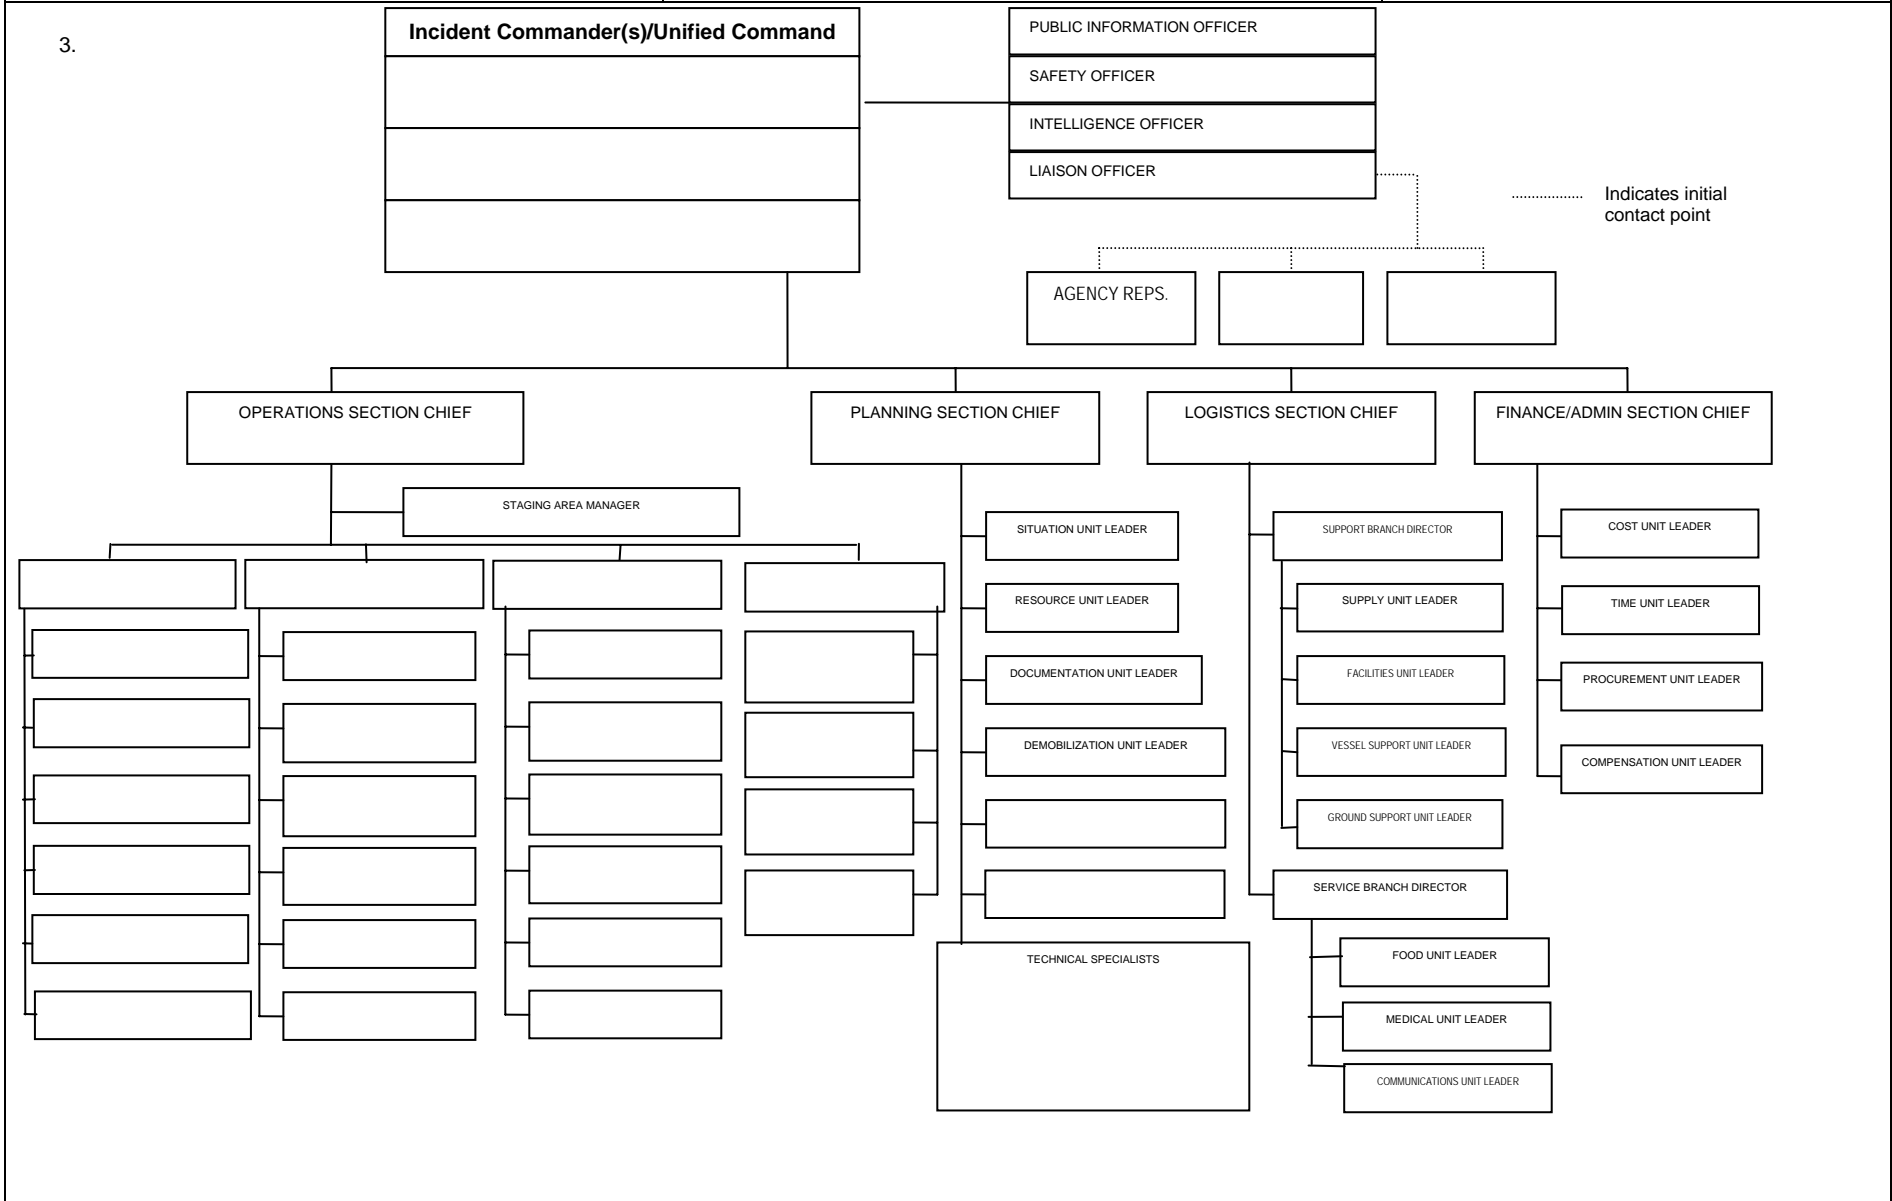 3.
Incident Commander(s)/Unified Command
PUBLIC INFORMATION OFFICER
SAFETY OFFICER
INTELLIGENCE OFFICER
LIAISON OFFICER
Indicates initial
contact point
AGENCY REPS.
OPERATIONS SECTION CHIEF
PLANNING SECTION CHIEF
LOGISTICS SECTION CHIEF
FINANCE/ADMIN SECTION CHIEF
STAGING AREA MANAGER
SITUATION UNIT LEADER
RESOURCE UNIT LEADER
DOCUMENTATION UNIT LEADER
DEMOBILIZATION UNIT LEADER
TECHNICAL SPECIALISTS
SUPPORT BRANCH DIRECTOR
SUPPLY UNIT LEADER
FACILITIES UNIT LEADER
VESSEL SUPPORT UNIT LEADER
GROUND SUPPORT UNIT LEADER
SERVICE BRANCH DIRECTOR
FOOD UNIT LEADER
MEDICAL UNIT LEADER
COMMUNICATIONS UNIT LEADER
COST UNIT LEADER
TIME UNIT LEADER
PROCUREMENT UNIT LEADER
COMPENSATION UNIT LEADER